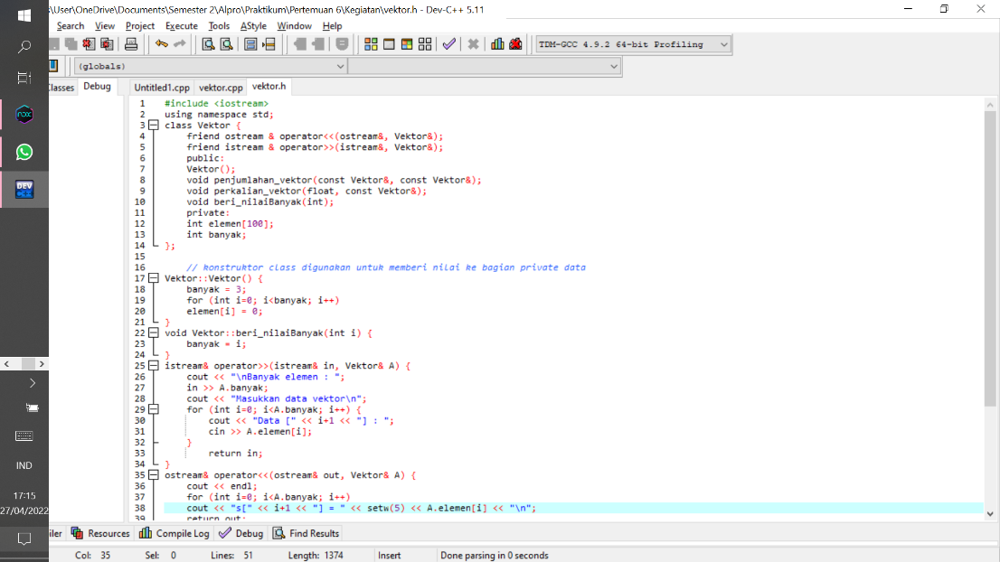 s\User\OneDrive\Documents\Semester 2\Alpro\Praktikum\Pertemuan 6\Kegiatan\vektor.h - Dev-C++ 5.11
Search View Project Execute Tools AStyle Window Help
TDM-GCC 4.9.2 64-bit Profiling
(globals)
Classes Debug Untitled1.cpp vektor.cpp vektor.h
1 #include <iostream>
2 using namespace std;
3 class Vektor {
4 friend ostream & operator<<(ostream&, Vektor&);
5 friend istream & operator>>(istream&, Vektor&);
6 public:
7 Vektor();
8 void penjumlahan_vektor(const Vektor&, const Vektor&);
9 void perkalian_vektor(float, const Vektor&);
10 void beri_nilaiBanyak(int);
11 private:
12 int elemen[100];
13 int banyak;
14 };
15
16 // konstruktor class digunakan untuk memberi nilai ke bagian private data
17 Vektor::Vektor() {
18 banyak = 3;
19 for (int i=0; i<banyak; i++)
20 elemen[i] = 0;
21 }
22 void Vektor::beri_nilaiBanyak(int i) {
23 banyak = i;
24 }
25 istream& operator>>(istream& in, Vektor& A) {
26 cout << "\nBanyak elemen : ";
27 in >> A.banyak;
28 cout << "Masukkan data vektor\n";
29 for (int i=0; i<A.banyak; i++) {
30 cout << "Data [" << i+1 << "] : ";
31 cin >> A.elemen[i];
32 }
33 return in;
34 }
35 ostream& operator<<(ostream& out, Vektor& A) {
36 cout << endl;
37 for (int i=0; i<A.banyak; i++)
38 cout << "s[" << i+1 << "] = " << setw(5) << A.elemen[i] << "\n";
39 return out;
iler Resources Compile Log Debug Find Results
Col: 35 Sel: 0 Lines: 51 Length: 1374 Insert Done parsing in 0 seconds
nox
DEV
IND
17:15
27/04/2022